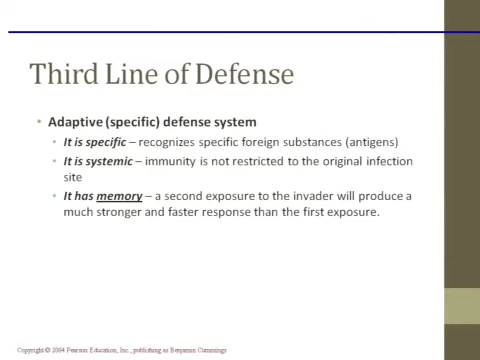 Third Line of Defense
• Adaptive (specific) defense system
• It is specific – recognizes specific foreign substances (antigens)
• It is systemic – immunity is not restricted to the original infection
site
• It has memory – a second exposure to the invader will produce a
much stronger and faster response than the first exposure.
Copyright © 2004 Pearson Education, Inc., publishing as Benjamin Cummings